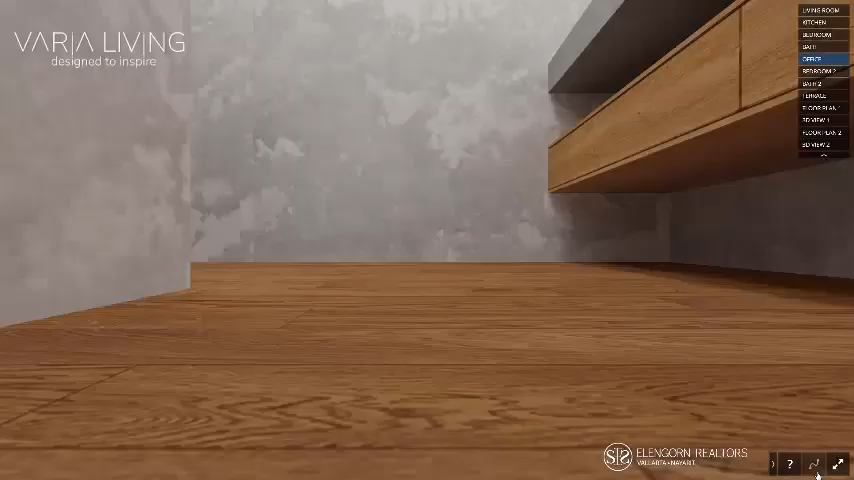 VARIA LIVING
designed to inspire
LIVING ROOM
KITCHEN
BEDROOM
BATH
OFFICE
BEDROOM 2
BATH 2
TERRACE
FLOOR PLAN 1
3D VIEW 1
FLOOR PLAN 2
3D VIEW 2
ELENGORN REALTORS
VALLARTA • NAYARIT
?